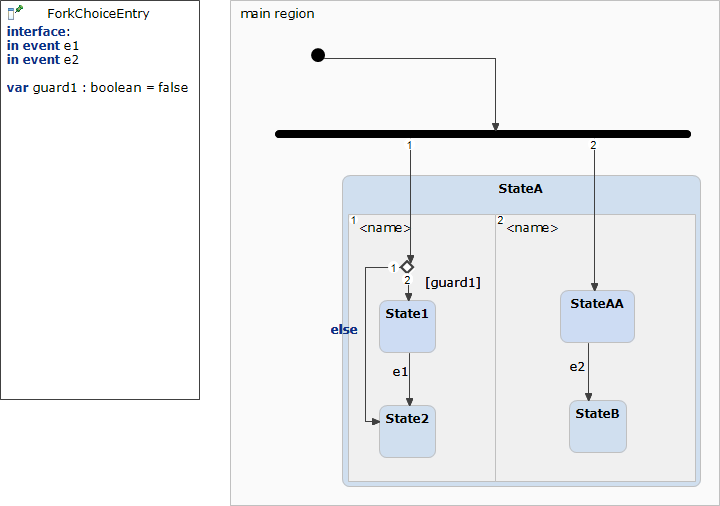 ForkChoiceEntry
interface:
in event e1
in event e2
var guard1 : boolean = false
main region
1
2
StateA
1
<name>
2
<name>
1
2
[guard1]
State1
StateAA
else
e1
e2
State2
StateB